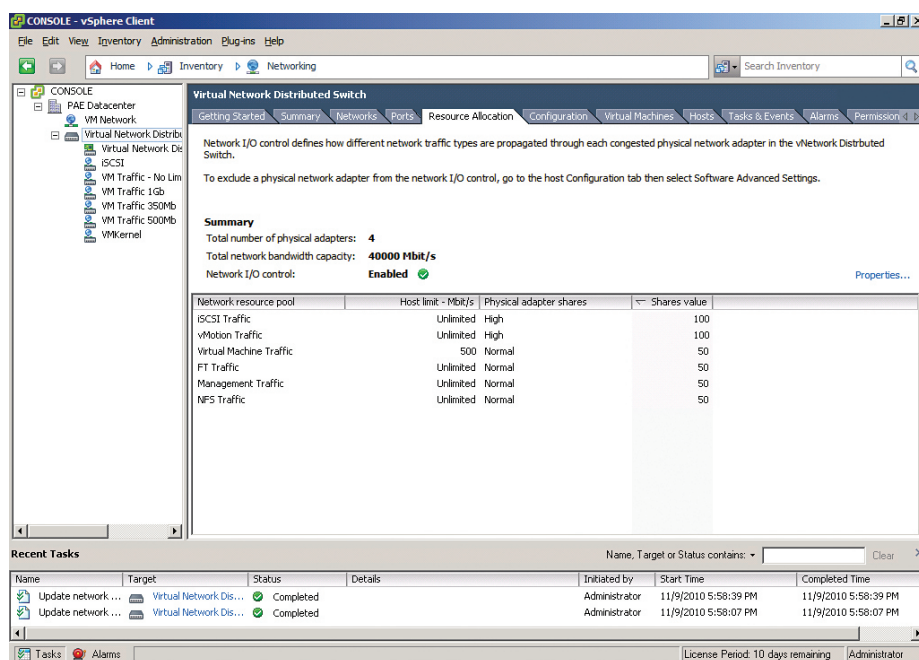 CONSOLE - vSphere Client
File Edit View Inventory Administration Plug-ins Help
Home Inventory Networking Search Inventory
CONSOLE
PAE Datacenter
VM Network
Virtual Network Distribu
Virtual Network Dis
iSCSI
VM Traffic - No Lim
VM Traffic 1Gb
VM Traffic 350Mb
VM Traffic 500Mb
VMKernel
Virtual Network Distributed Switch
Getting Started Summary Networks Ports Resource Allocation Configuration Virtual Machines Hosts Tasks & Events Alarms Permission
Network I/O control defines how different network traffic types are propagated through each congested physical network adapter in the vNetwork Distrbuted
Switch.
To exclude a physical network adapter from the network I/O control, go to the host Configuration tab then select Software Advanced Settings.
Summary
Total number of physical adapters: 4
Total network bandwidth capacity: 40000 Mbit/s
Network I/O control: Enabled
Properties...
Network resource pool Host limit - Mbit/s Physical adapter shares Shares value
iSCSI Traffic Unlimited High 100
vMotion Traffic Unlimited High 100
Virtual Machine Traffic 500 Normal 50
FT Traffic Unlimited Normal 50
Management Traffic Unlimited Normal 50
NFS Traffic Unlimited Normal 50
Recent Tasks Name, Target or Status contains: Clear
Name Target Status Details Initiated by Start Time Completed Time
Update network ... Virtual Network Dis... Completed Administrator 11/9/2010 5:58:39 PM 11/9/2010 5:58:39 PM
Update network ... Virtual Network Dis... Completed Administrator 11/9/2010 5:58:07 PM 11/9/2010 5:58:07 PM
Tasks Alarms License Period: 10 days remaining Administrator